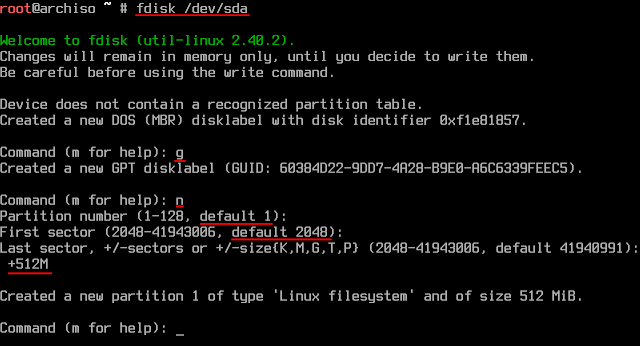 root@archiso ~ # fdisk /dev/sda
Welcome to fdisk (util-linux 2.40.2).
Changes will remain in memory only, until you decide to write them.
Be careful before using the write command.
Device does not contain a recognized partition table.
Created a new DOS (MBR) disklabel with disk identifier 0xf1e81857.
Command (m for help): g
Created a new GPT disklabel (GUID: 60384D22-9DD7-4A28-B9E0-A6C6339FEEC5).
Command (m for help): n
Partition number (1-128, default 1):
First sector (2048-41943006, default 2048):
Last sector, +/-sectors or +/-size{K,M,G,T,P} (2048-41943006, default 41940991):
+512M
Created a new partition 1 of type 'Linux filesystem' and of size 512 MiB.
Command (m for help): _